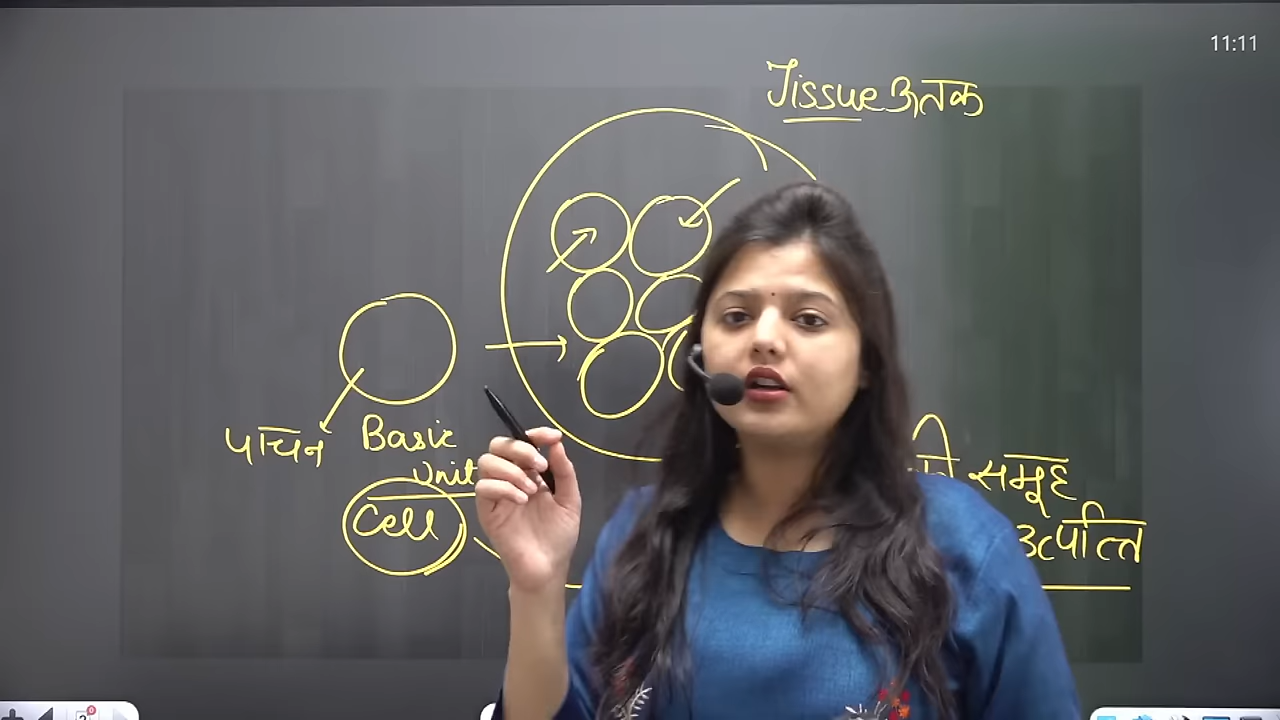 11:11
Tissue ऊतक
पाचन
Basic
Unit
Cell
की समूह
उत्पत्ति